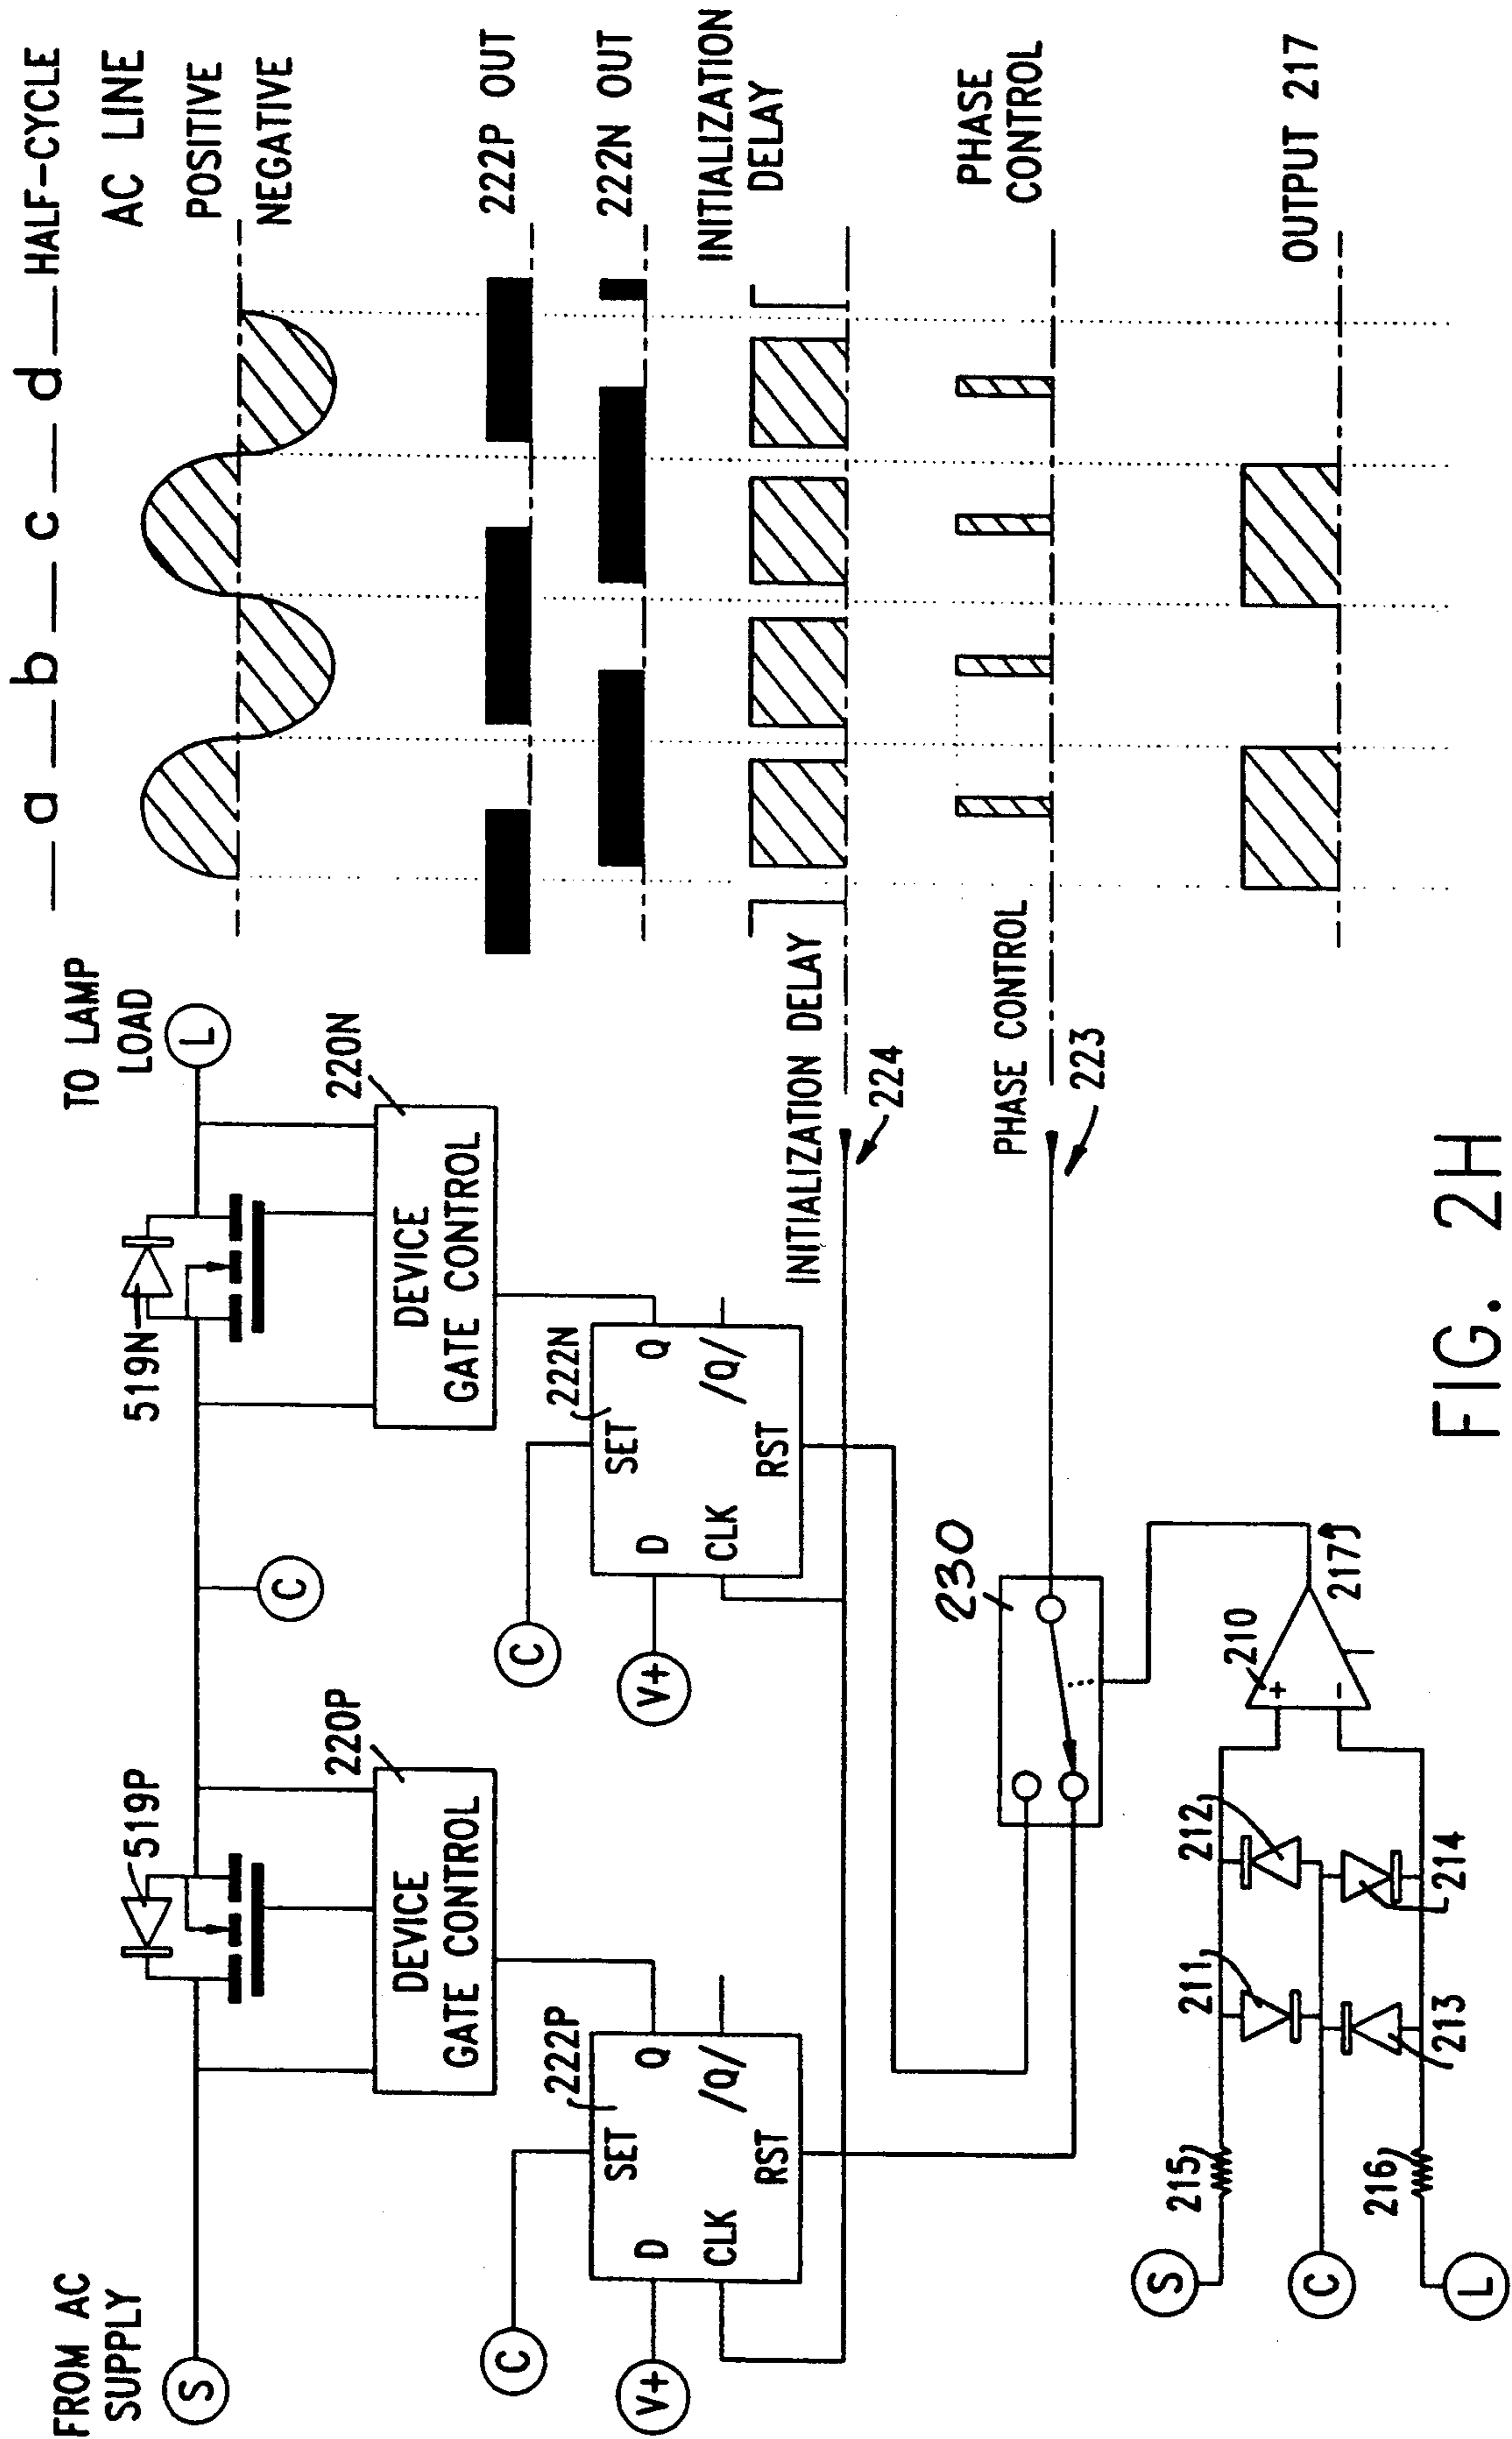 FROM AC
SUPPLY
S
519P
220P
DEVICE
GATE CONTROL
C
519N
TO LAMP
LOAD
L
220N
DEVICE
GATE CONTROL
C
V+
222P
SET
D
Q
CLK
/Q/
RST
C
V+
222N
SET
D
Q
CLK
/Q/
RST
INITIALIZATION DELAY
224
PHASE CONTROL
223
230
S
C
L
215
216
211
212
213
214
210
+
−
217
a b c d HALF-CYCLE
AC LINE
POSITIVE
NEGATIVE
222P OUT
222N OUT
INITIALIZATION
DELAY
PHASE
CONTROL
OUTPUT 217
FIG. 2H